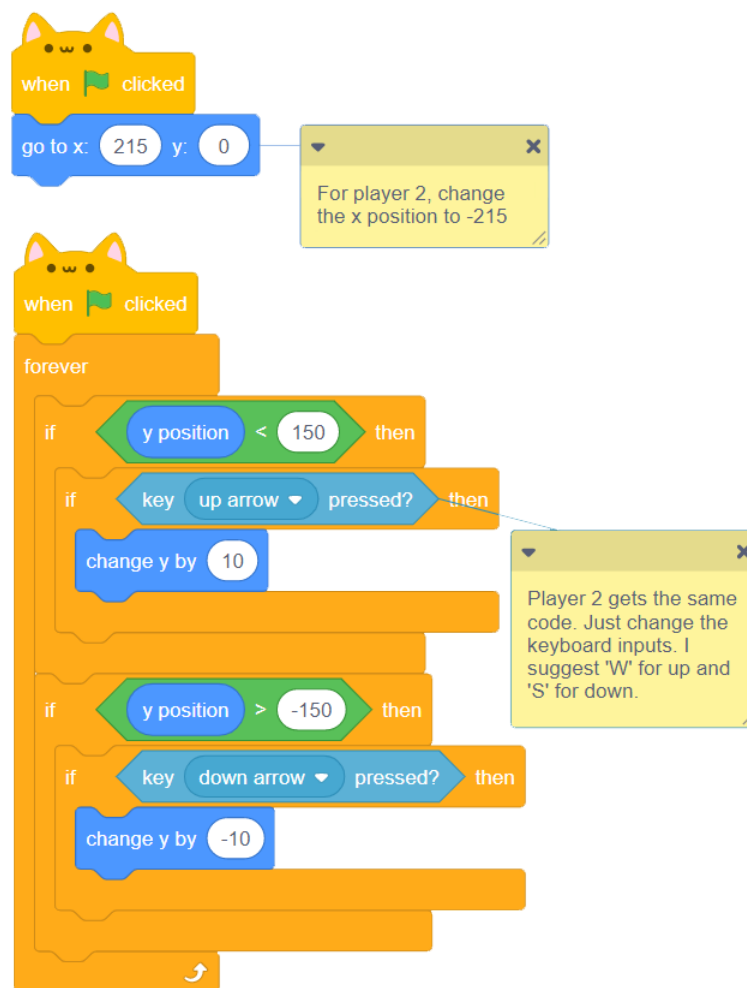 when clicked
go to x: 215 y: 0
For player 2, change
the x position to -215
when clicked
forever
if y position < 150 then
if key up arrow pressed? then
change y by 10
Player 2 gets the same
code. Just change the
keyboard inputs. I
suggest 'W' for up and
'S' for down.
if y position > -150 then
if key down arrow pressed? then
change y by -10